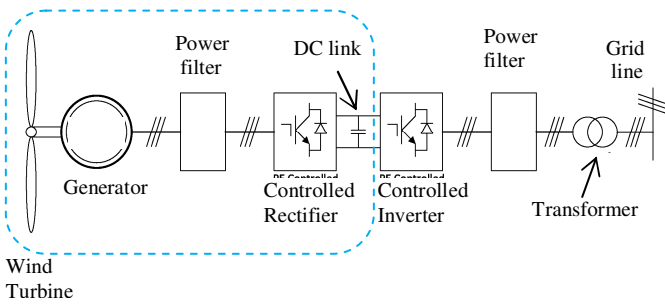 Power
filter
DC link
Power
filter
Grid
line
Generator
Controlled
Rectifier
Controlled
Inverter
Transformer
Wind
Turbine